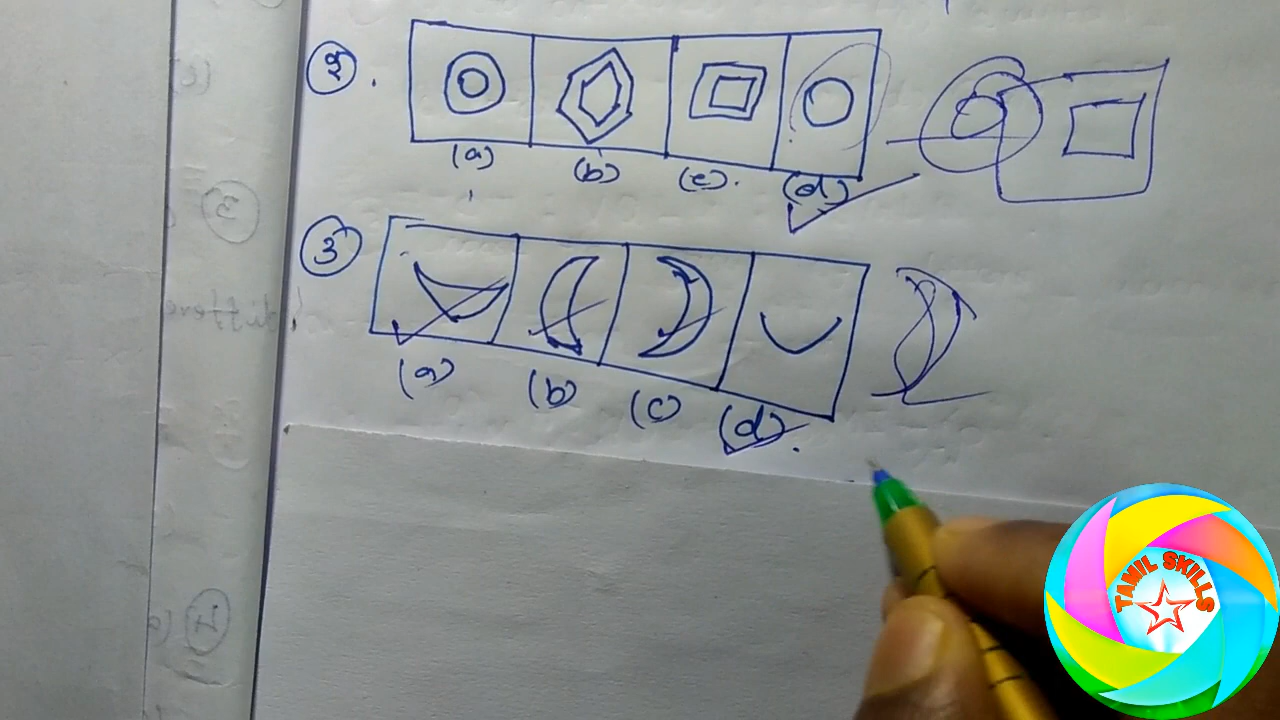 2.
(a) (b) (c). (d)
3
(a) (b) (c) (d).
TAMIL SKILLS